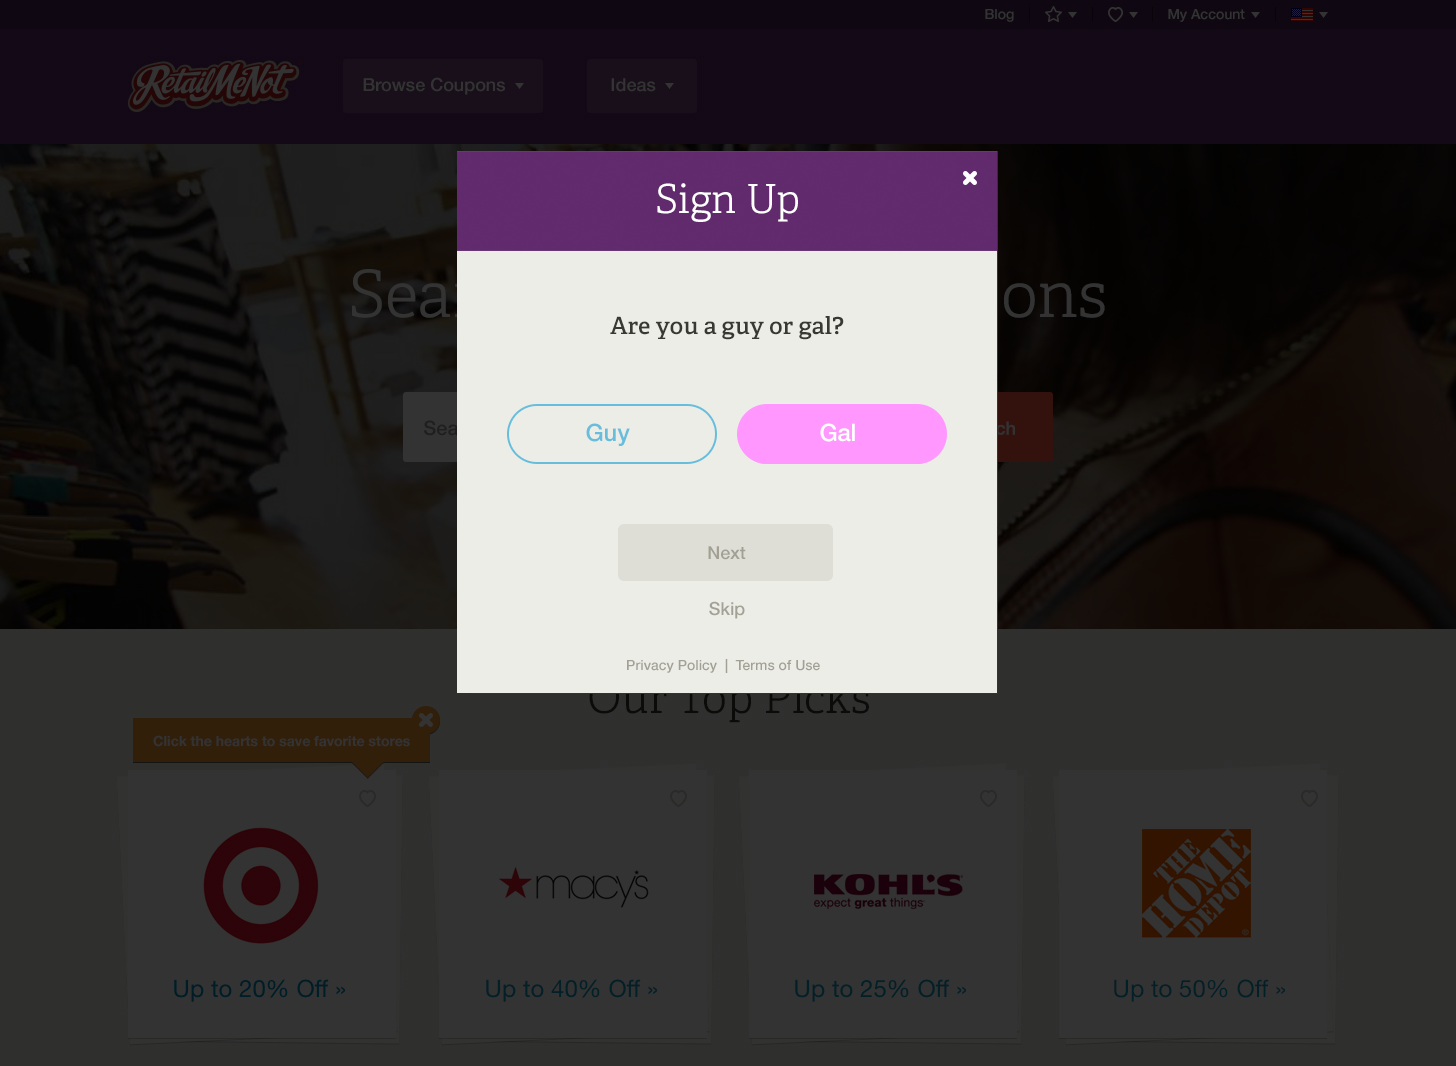 Blog
My Account
RetailMeNot
Browse Coupons
Ideas
Sign Up
Sea
ons
Are you a guy or gal?
Sea
ch
Guy
Gal
Next
Skip
Privacy Policy | Terms of Use
Our Top Picks
Click the hearts to save favorite stores
macy's
KOHL'S
expect great things
THE
HOME
DEPOT
Up to 20% Off »
Up to 40% Off »
Up to 25% Off »
Up to 50% Off »